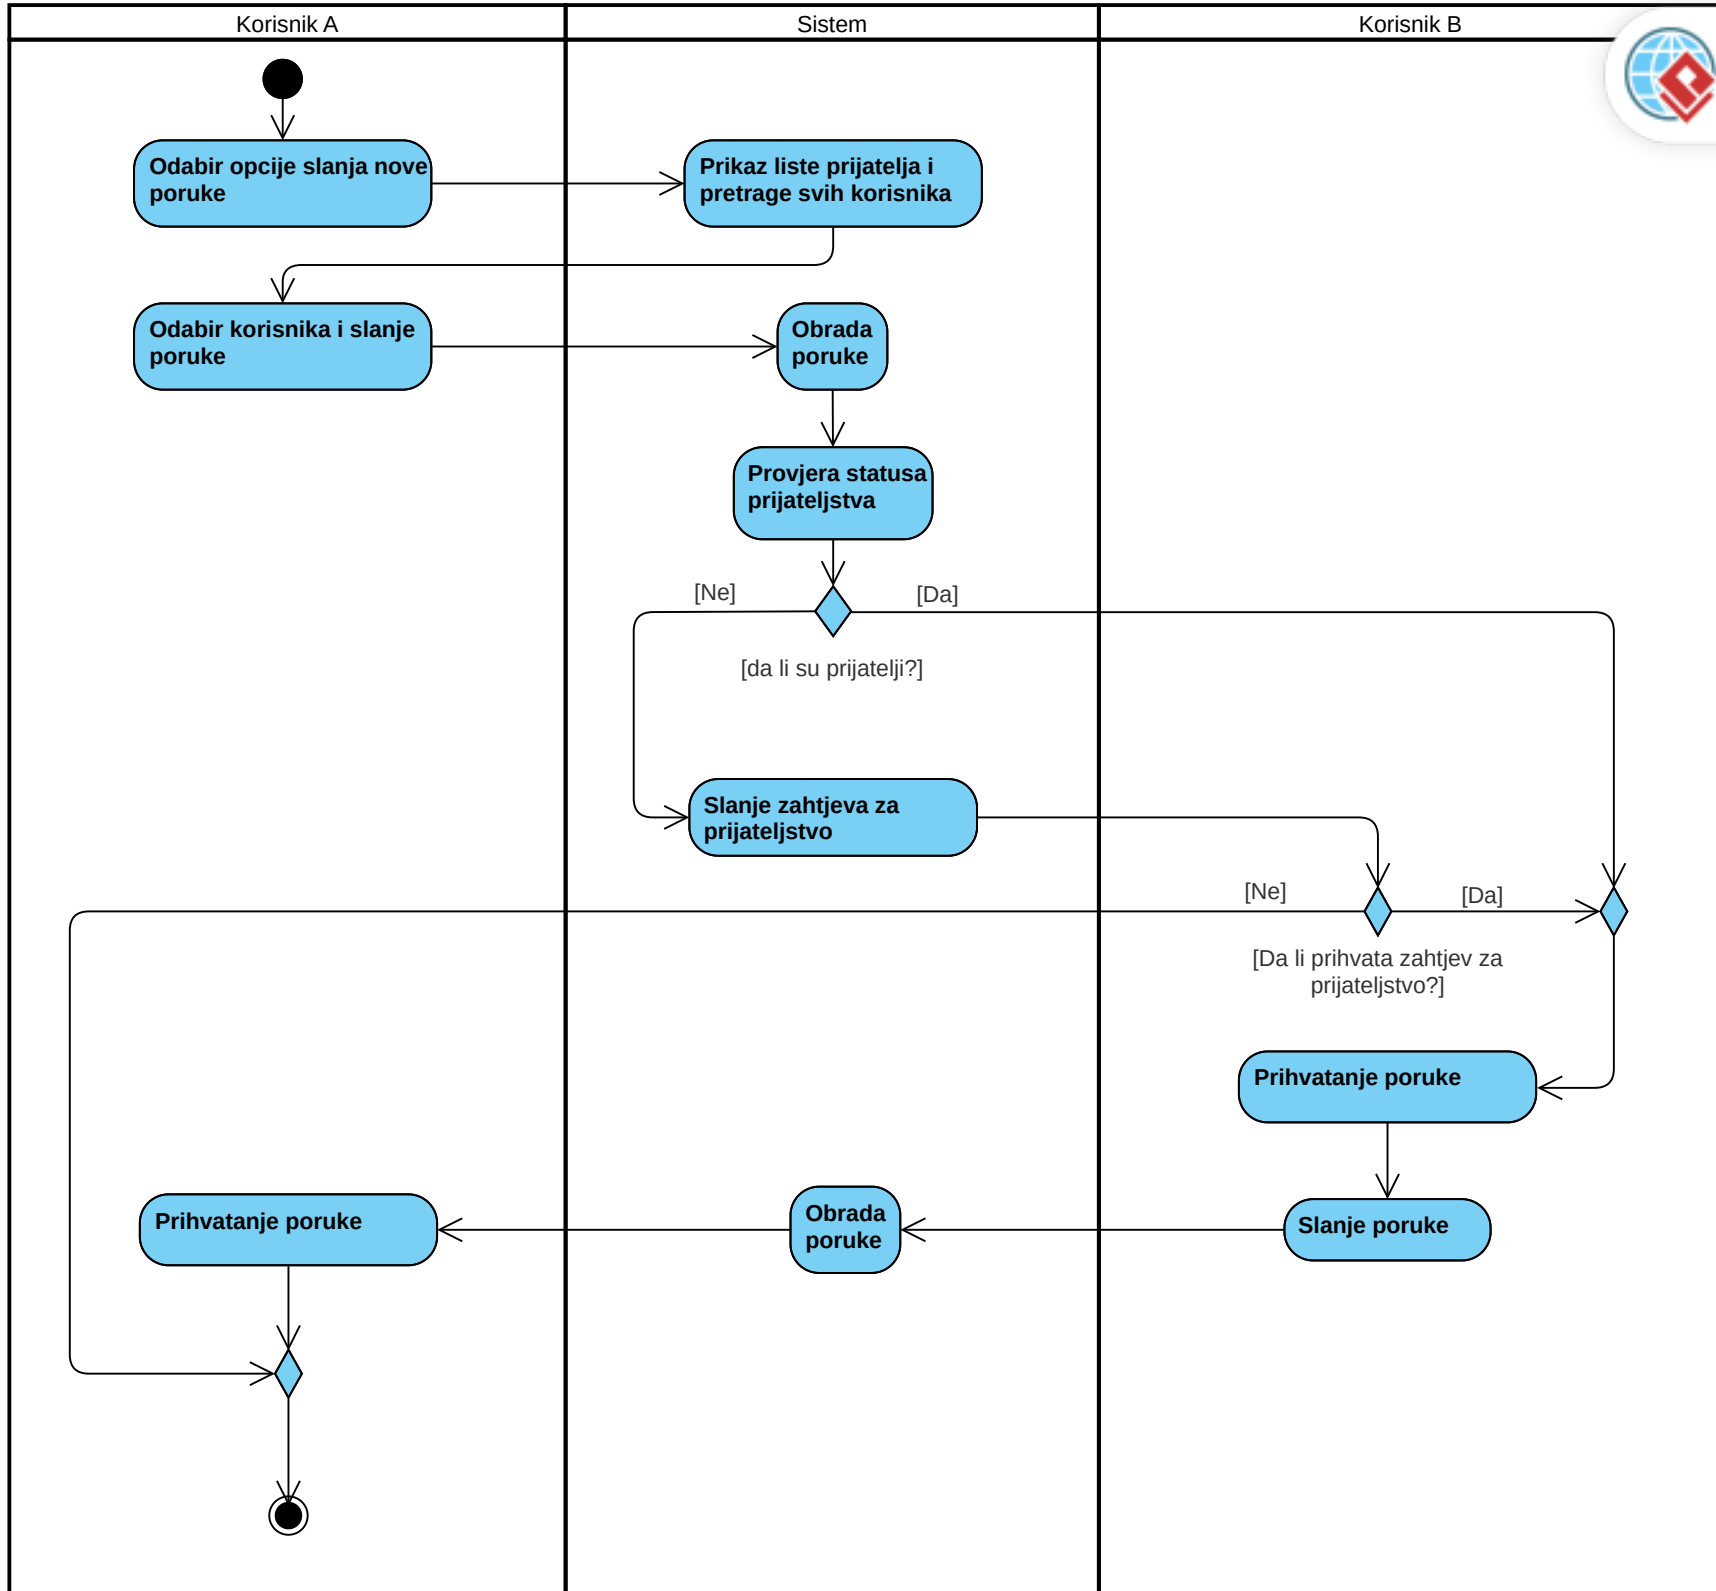 Korisnik A
Sistem
Korisnik B
Odabir opcije slanja nove
poruke
Prikaz liste prijatelja i
pretrage svih korisnika
Odabir korisnika i slanje
poruke
Obrada
poruke
Provjera statusa
prijateljstva
[Ne]
[Da]
[da li su prijatelji?]
Slanje zahtjeva za
prijateljstvo
[Ne]
[Da]
[Da li prihvata zahtjev za
prijateljstvo?]
Prihvatanje poruke
Prihvatanje poruke
Obrada
poruke
Slanje poruke